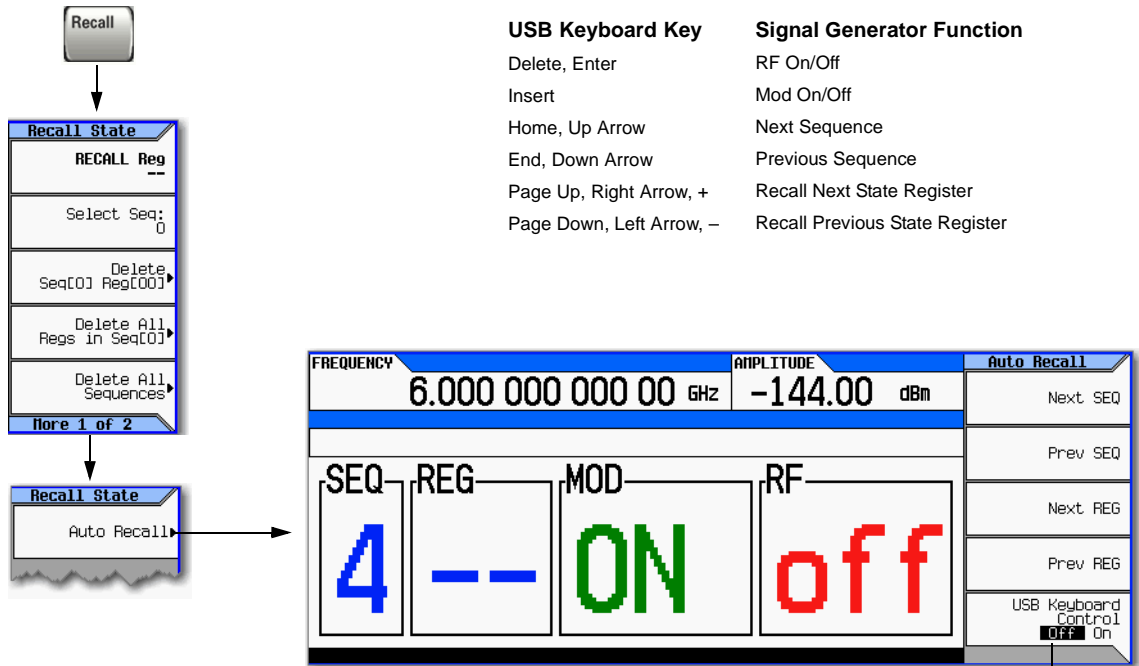 Recall
USB Keyboard Key Signal Generator Function
Delete, Enter RF On/Off
Insert Mod On/Off
Home, Up Arrow Next Sequence
End, Down Arrow Previous Sequence
Page Up, Right Arrow, + Recall Next State Register
Page Down, Left Arrow, – Recall Previous State Register
Recall State
RECALL Reg
--
Select Seq:
0
Delete
Seq[0] Reg[00]
Delete All
Regs in Seq[0]
Delete All
Sequences
More 1 of 2
Recall State
Auto Recall
FREQUENCY AMPLITUDE
6.000 000 000 00 GHz -144.00 dBm
SEQ REG MOD RF
4 -- ON off
Auto Recall
Next SEQ
Prev SEQ
Next REG
Prev REG
USB Keyboard
Control
Off On